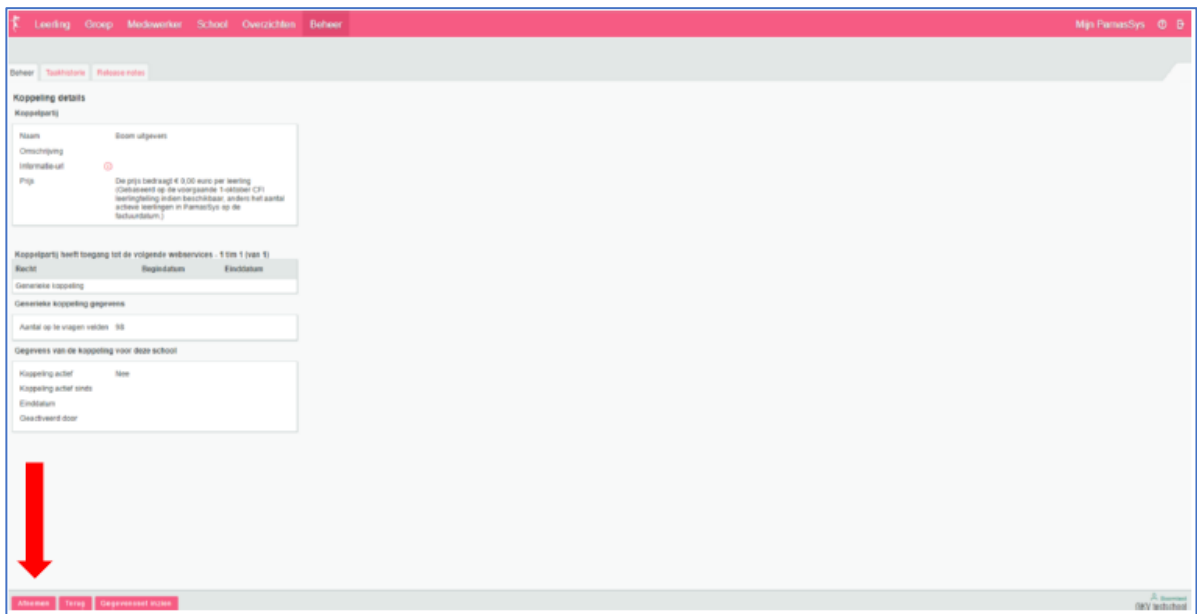 Leerling Groep Medewerker School Overzichten Beheer Mijn ParnasSys
Beheer Taakhistorie Release notes
Koppeling details
Koppelpartij
Naam Boom uitgevers
Omschrijving
Informatie-url
Prijs De prijs bedraagt € 0,00 euro per leerling
(Gebaseerd op de voorgaande 1-oktober CFI
leerlingtelling indien beschikbaar, anders het aantal
actieve leerlingen in ParnasSys op de
factuurdatum.)
Koppelpartij heeft toegang tot de volgende webservices - 1 t/m 1 (van 1)
Recht Begindatum Einddatum
Generieke koppeling
Generieke koppeling gegevens
Aantal op te vragen velden 98
Gegevens van de koppeling voor deze school
Koppeling actief Nee
Koppeling actief sinds
Einddatum
Geactiveerd door
Afnemen Terug Gegevensset inzien
GKV testschool